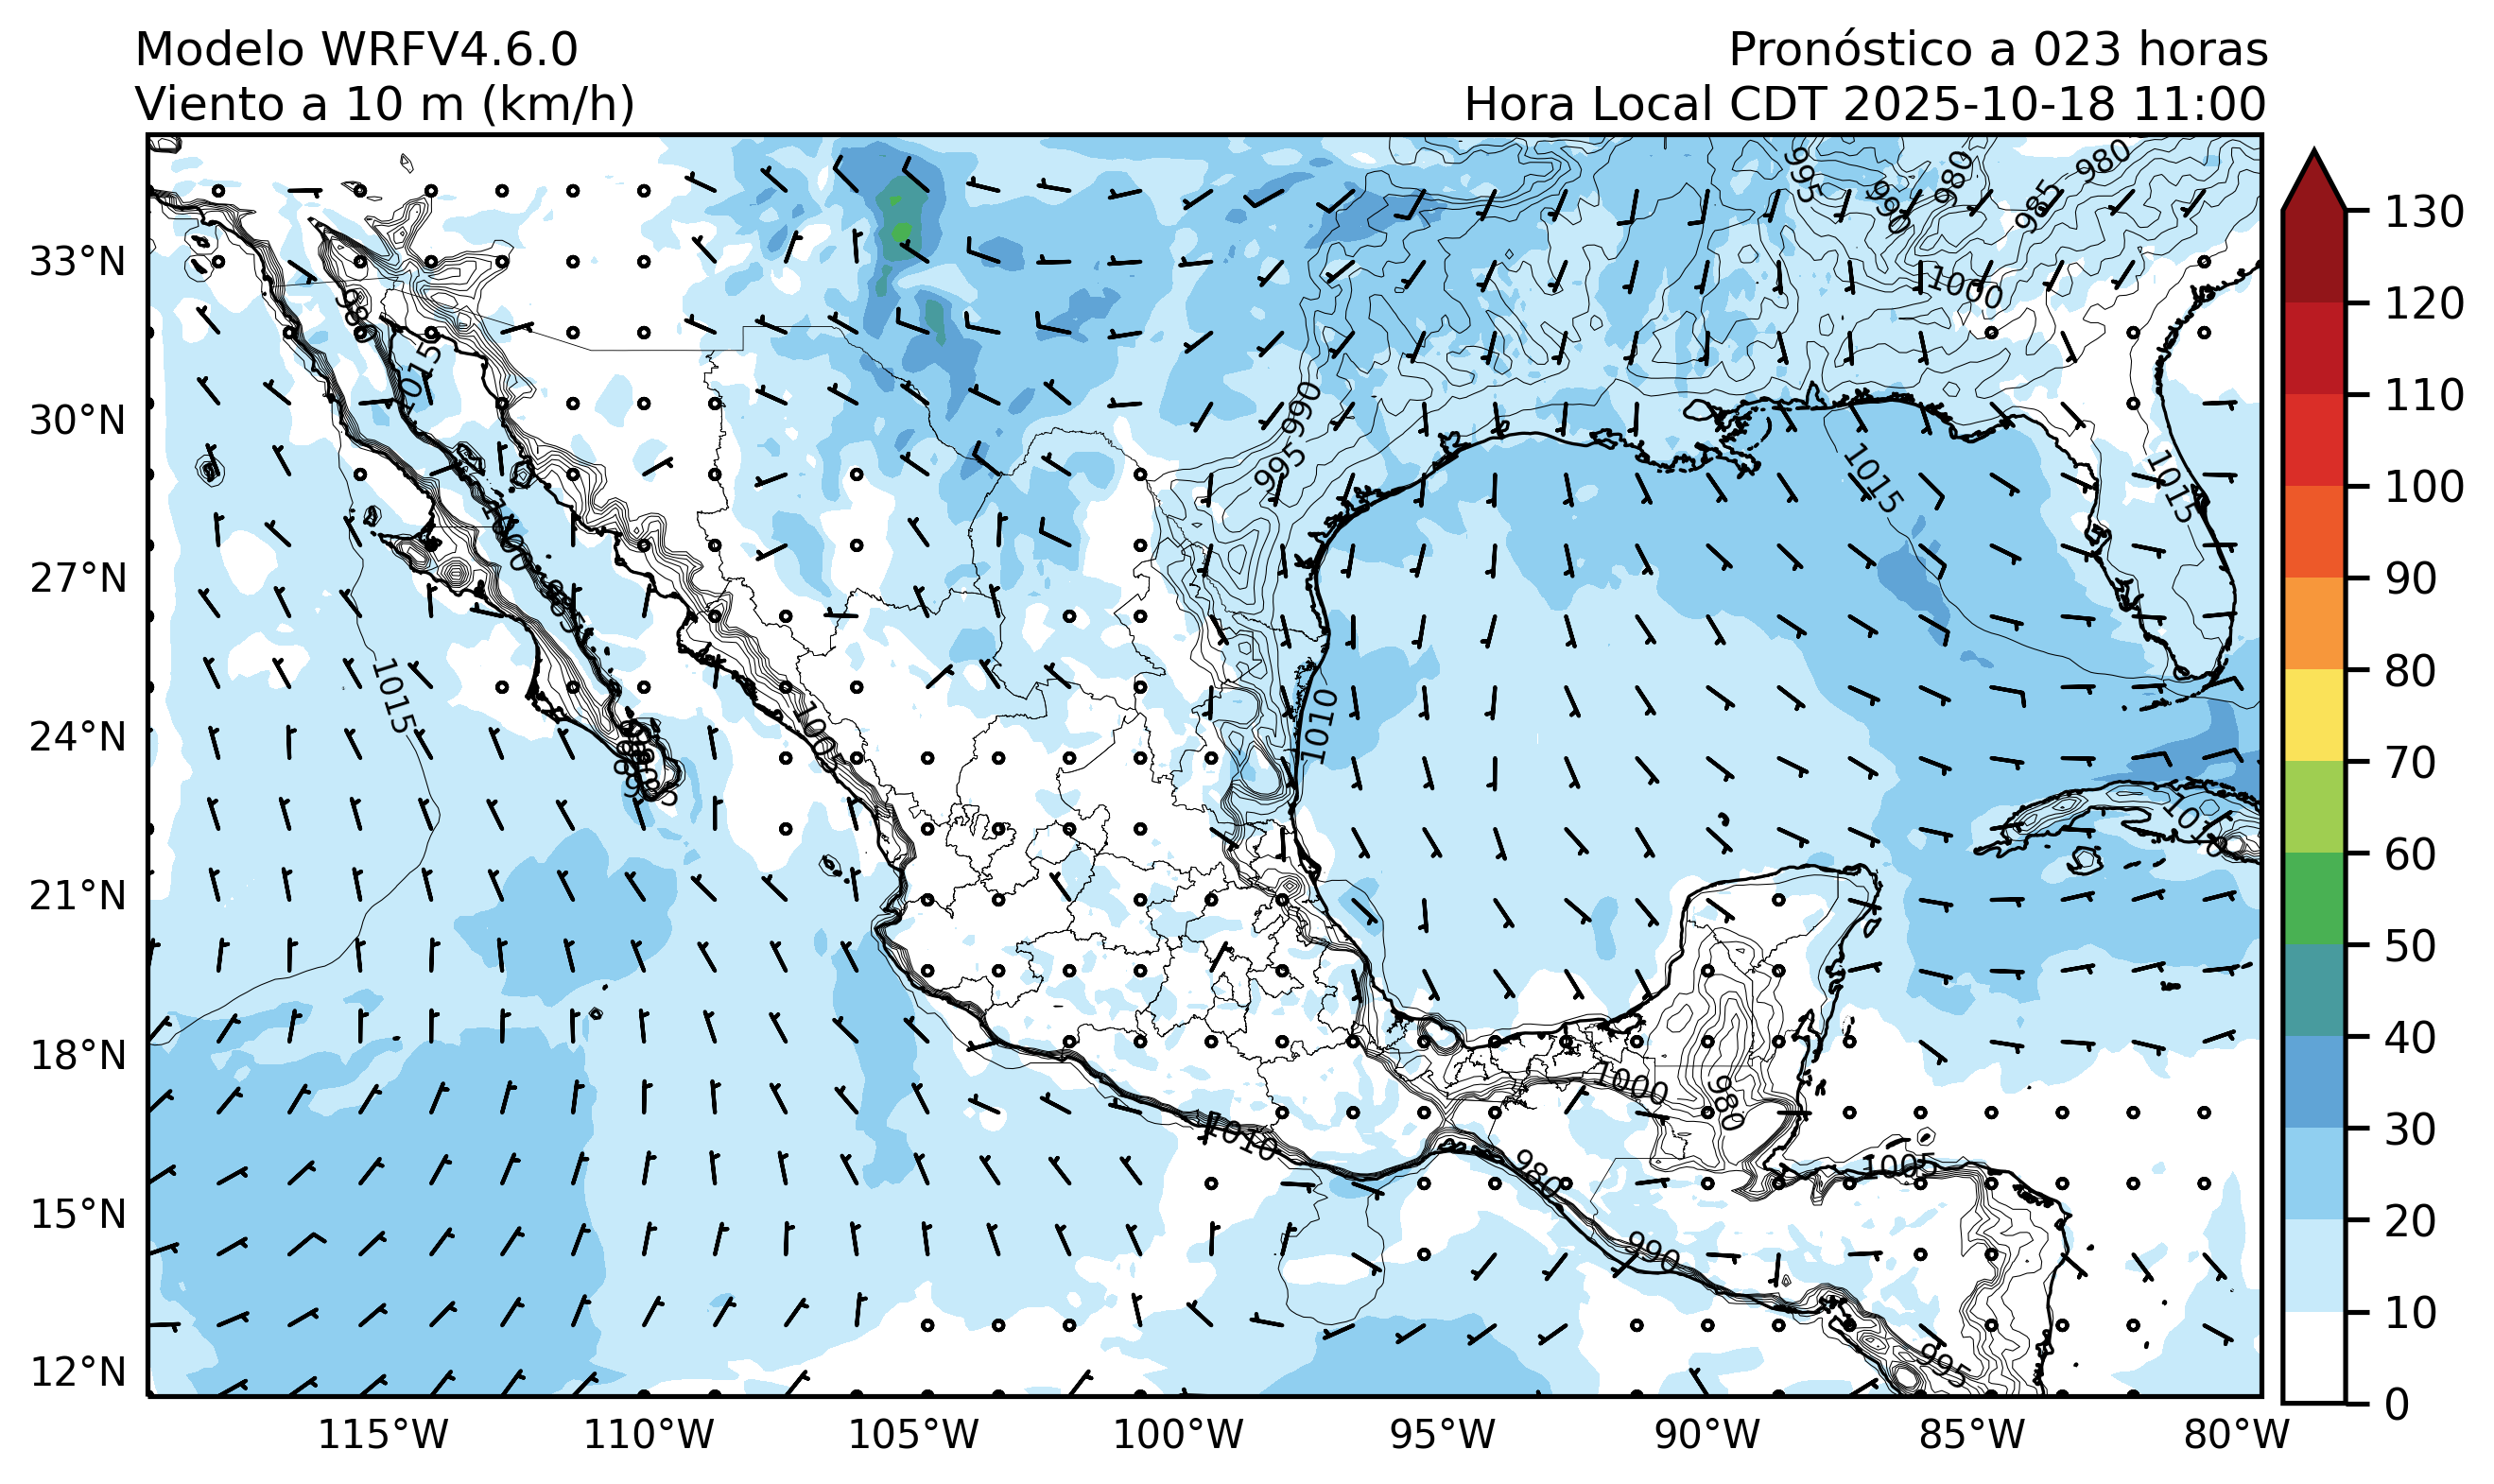 Modelo WRFV4.6.0
Pronóstico a 023 horas
Viento a 10 m (km/h)
Hora Local CDT 2025-10-18 11:00
33°N
30°N
27°N
24°N
21°N
18°N
15°N
12°N
115°W
110°W
105°W
100°W
95°W
90°W
85°W
80°W
130
120
110
100
90
80
70
60
50
40
30
20
10
0
995
990
980
985
980
1000
1015
990
995
1015
1015
1015
1010
1005
1000
980
1010
980
990
995